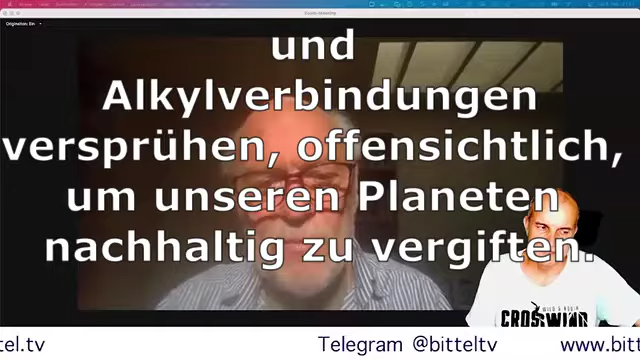 und
Alkylverbindungen
versprühen, offensichtlich,
um unseren Planeten
nachhaltig zu vergiften.
CROSWIND
tel.tv Telegram @bitteltv www.bitt